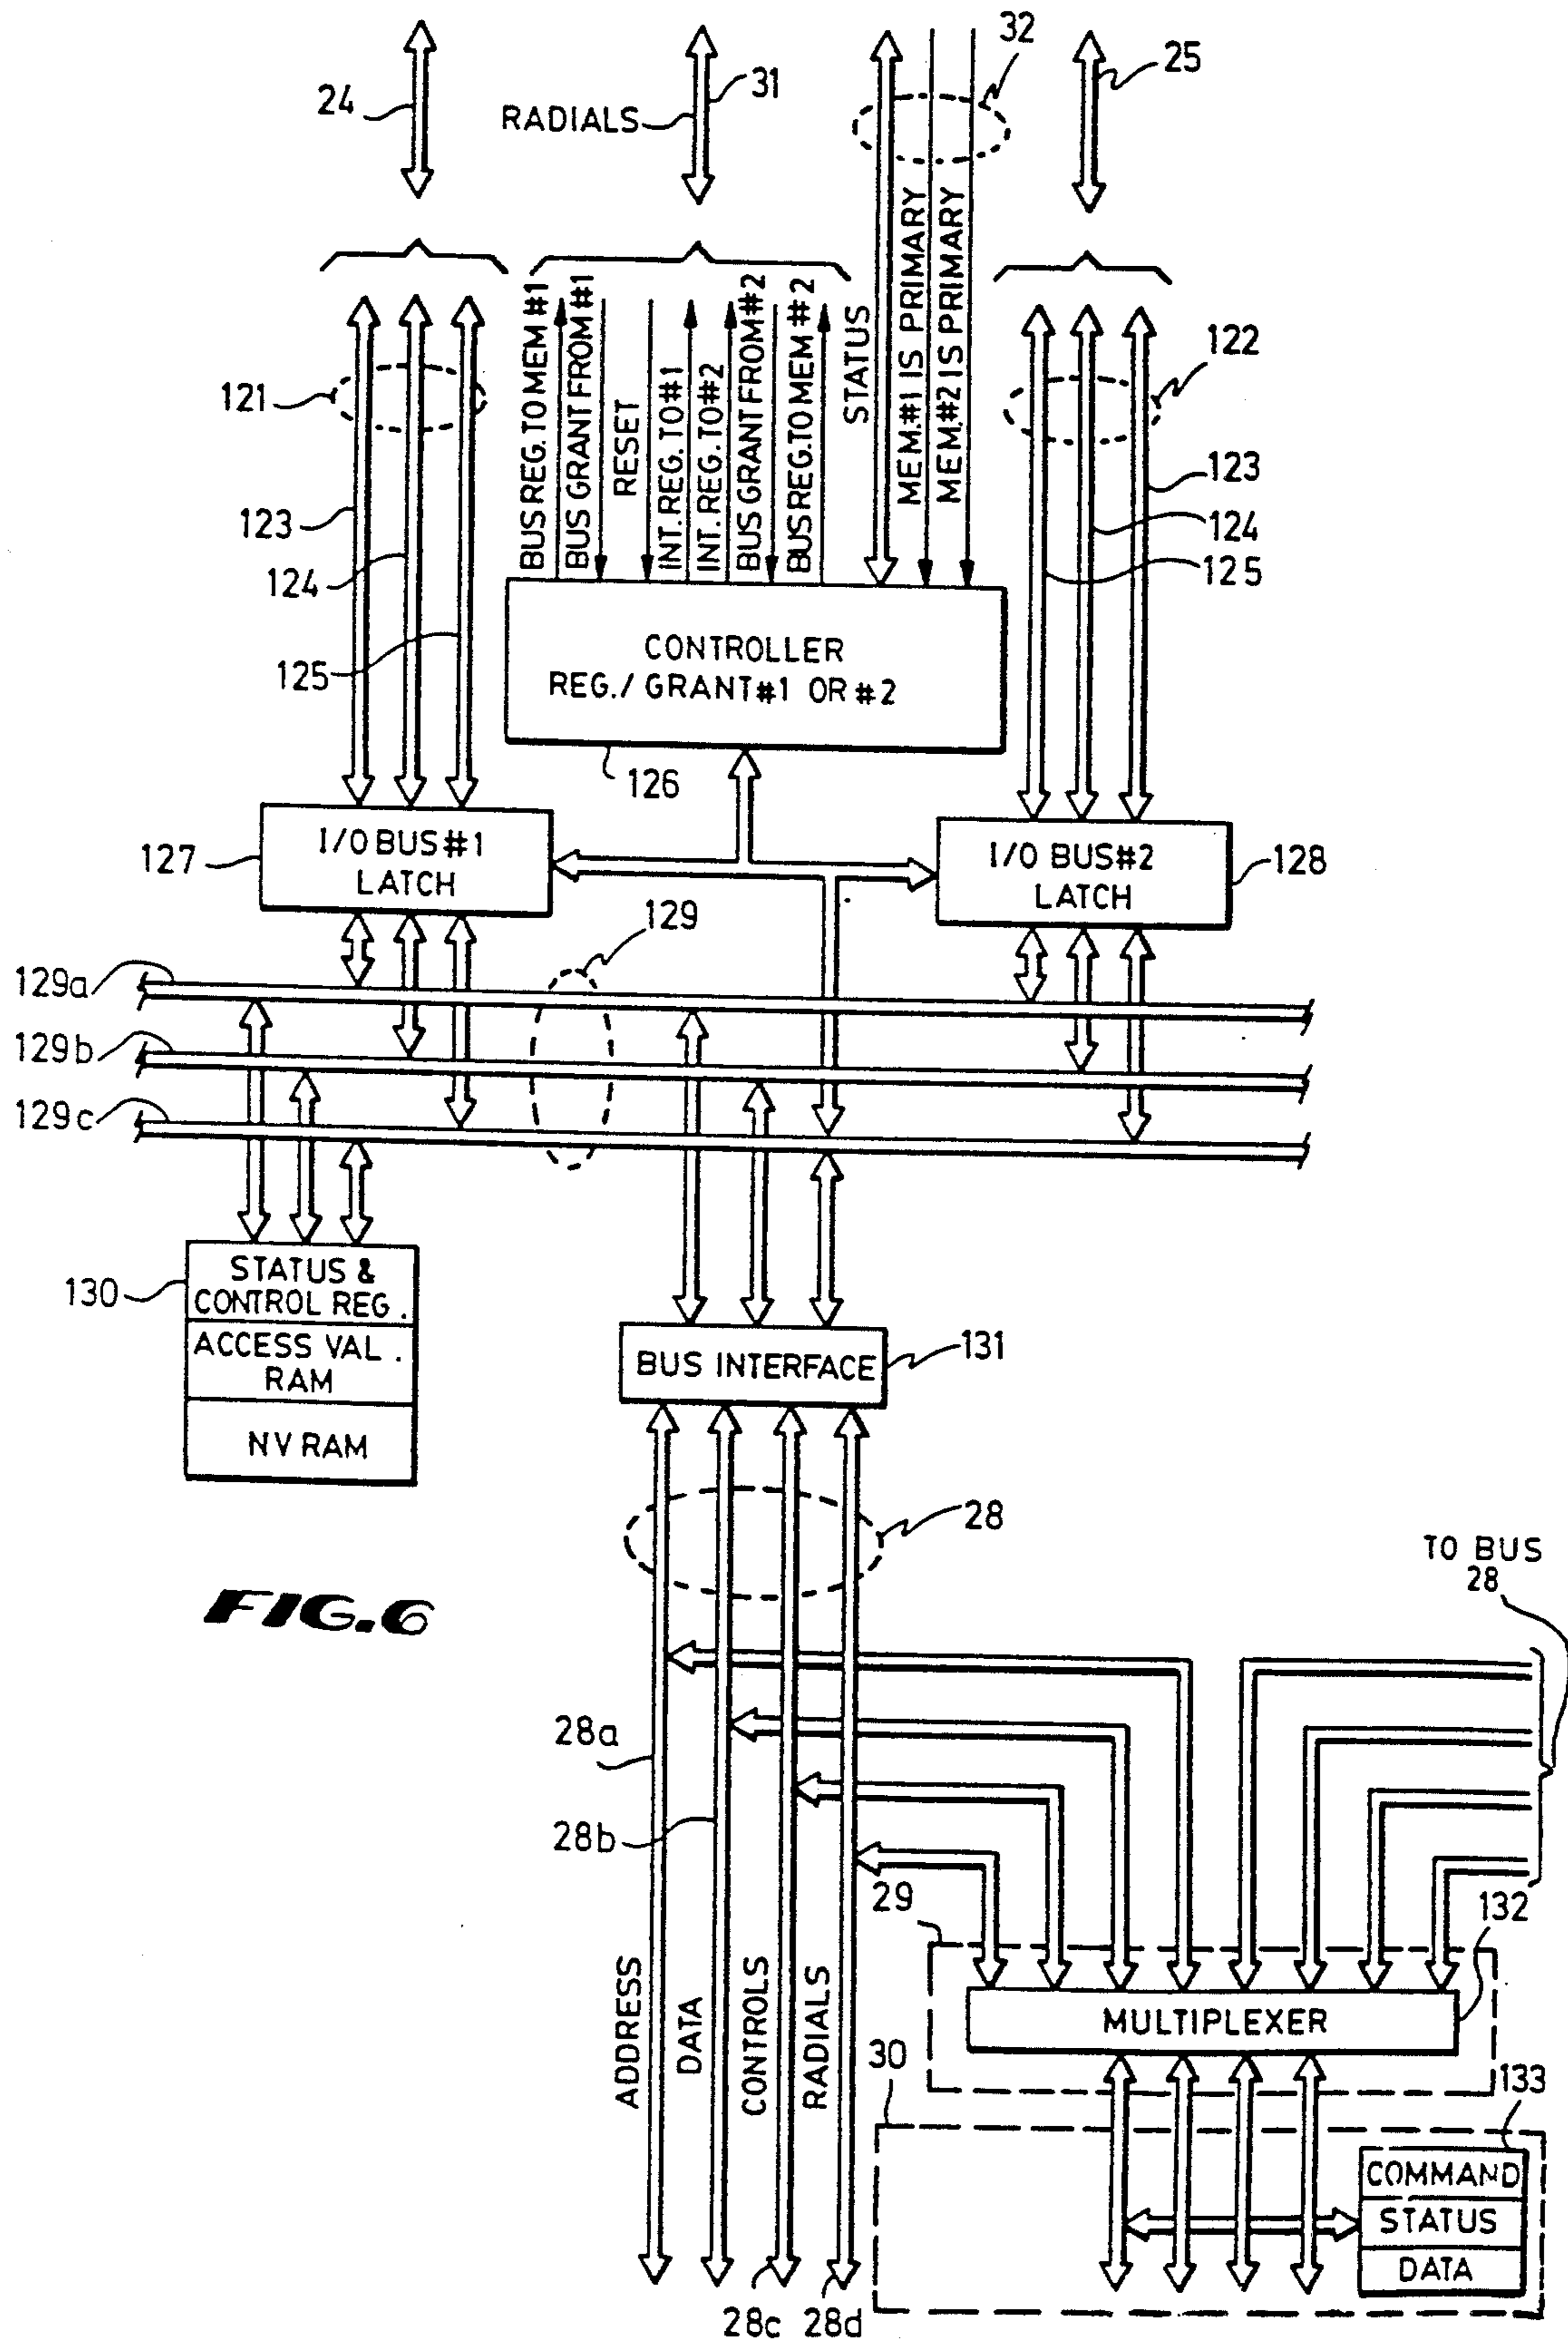 32
25
24
31
RADIALS
BUS REG. TO MEM #1
BUS GRANT FROM #1
RESET
INT. REG. TO #1
INT. REG. TO #2
BUS GRANT FROM #2
BUS REG. TO MEM #2
STATUS
MEM.#1 IS PRIMARY
MEM.#2 IS PRIMARY
121
122
123
124
125
123
124
125
CONTROLLER
REG./ GRANT #1 OR #2
126
I/O BUS #1
LATCH
127
I/O BUS #2
LATCH
128
129
129a
129b
129c
130
STATUS &
CONTROL REG.
ACCESS VAL.
RAM
NV RAM
BUS INTERFACE
131
28
TO BUS
28
FIG.6
28a
28b
29
132
ADDRESS
DATA
CONTROLS
RADIALS
MULTIPLEXER
30
133
COMMAND
STATUS
DATA
28c
28d